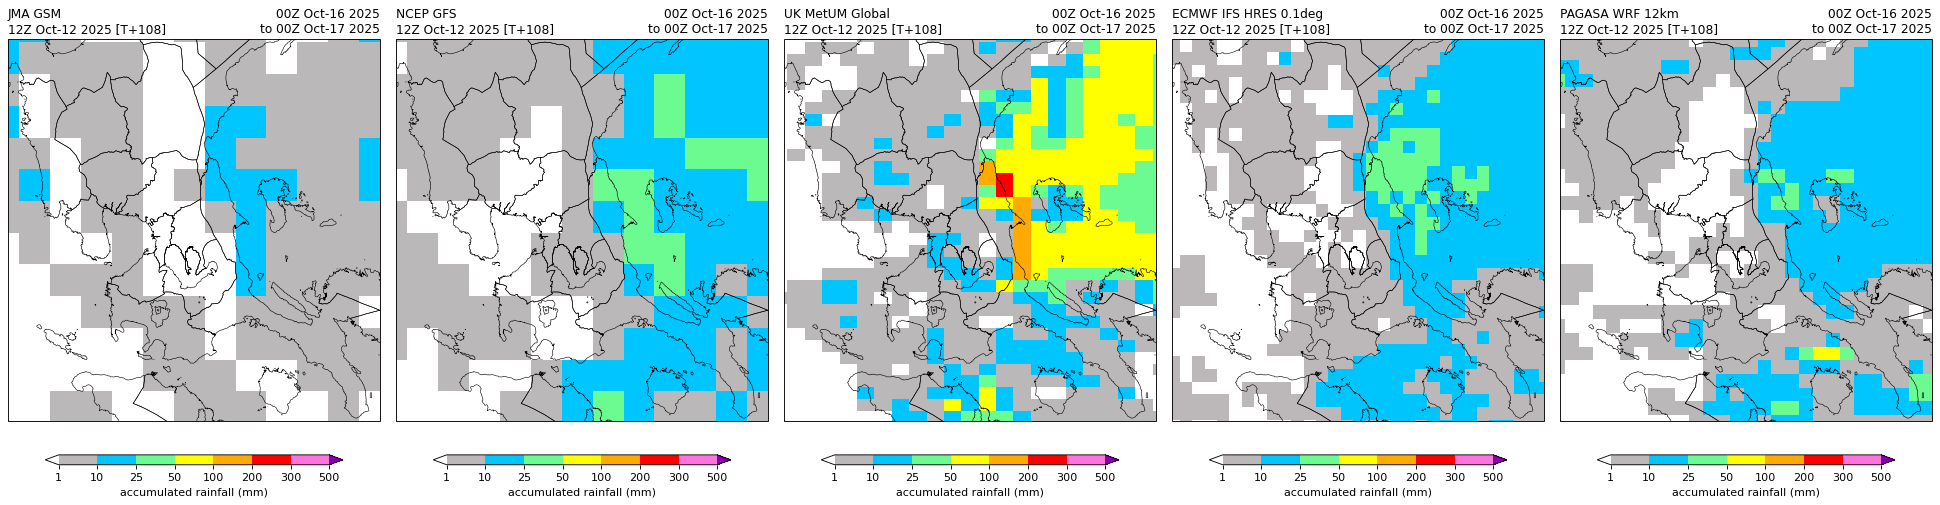 JMA GSM 00Z Oct-16 2025
12Z Oct-12 2025 [T+108] to 00Z Oct-17 2025
NCEP GFS 00Z Oct-16 2025
12Z Oct-12 2025 [T+108] to 00Z Oct-17 2025
UK MetUM Global 00Z Oct-16 2025
12Z Oct-12 2025 [T+108] to 00Z Oct-17 2025
ECMWF IFS HRES 0.1deg 00Z Oct-16 2025
12Z Oct-12 2025 [T+108] to 00Z Oct-17 2025
PAGASA WRF 12km 00Z Oct-16 2025
12Z Oct-12 2025 [T+108] to 00Z Oct-17 2025
1 10 25 50 100 200 300 500
accumulated rainfall (mm)
1 10 25 50 100 200 300 500
accumulated rainfall (mm)
1 10 25 50 100 200 300 500
accumulated rainfall (mm)
1 10 25 50 100 200 300 500
accumulated rainfall (mm)
1 10 25 50 100 200 300 500
accumulated rainfall (mm)